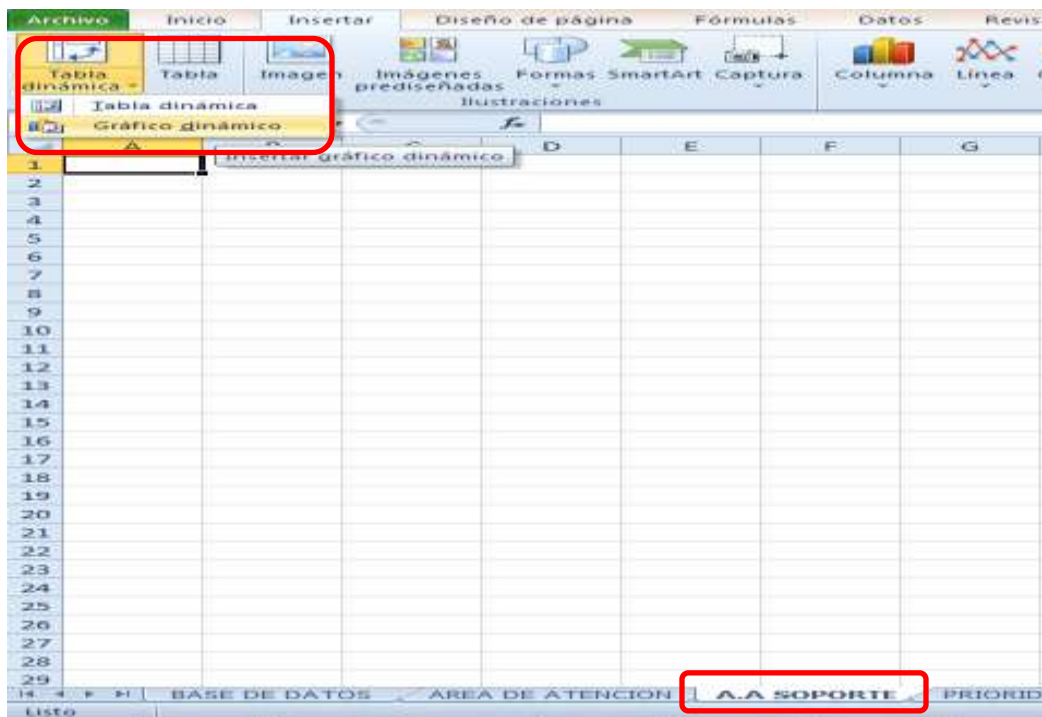 Archivo Inicio Insertar Diseño de página Fórmulas Datos Revis
Tabla dinámica Tabla Imagen Imágenes prediseñadas Formas SmartArt Captura Columna Línea
Ilustraciones
Tabla dinámica
Gráfico dinámico
fx
Insertar gráfico dinámico
A D E F G
1
2
3
4
5
6
7
8
9
10
11
12
13
14
15
16
17
18
19
20
21
22
23
24
25
26
27
28
29
BASE DE DATOS AREA DE ATENCION A.A SOPORTE PRIORID
Listo